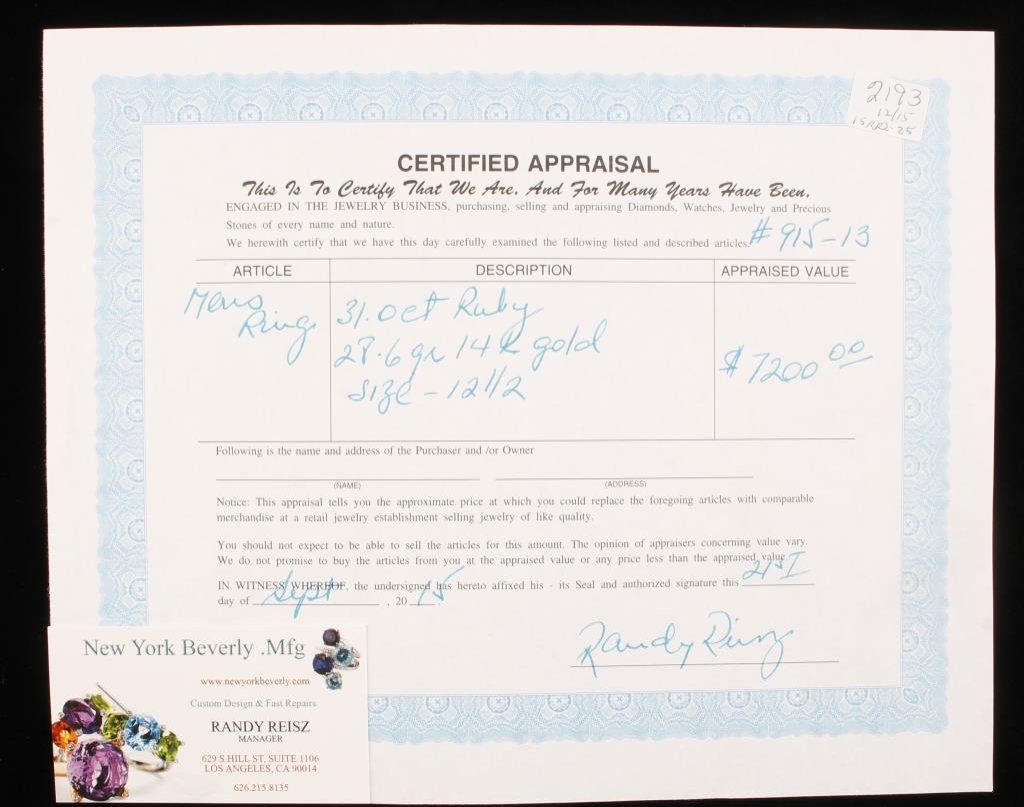 2193
12/15
CERTIFIED APPRAISAL
This Is To Certify That We Are, And For Many Years Have Been,
ENGAGED IN THE JEWELRY BUSINESS, purchasing, selling and appraising Diamonds, Watches, Jewelry and Precious
Stones of every name and nature.
We herewith certify that we have this day carefully examined the following listed and described articles. # 915-13
ARTICLE DESCRIPTION APPRAISED VALUE
Mens Ring
31.0ct Ruby
28.6gr 14k gold
size - 12 1/2
$7200 00
Following is the name and address of the Purchaser and /or Owner
(NAME) (ADDRESS)
Notice: This appraisal tells you the approximate price at which you could replace the foregoing articles with comparable
merchandise at a retail jewelry establishment selling jewelry of like quality.
You should not expect to be able to sell the articles for this amount. The opinion of appraisers concerning value vary.
We do not promise to buy the articles from you at the appraised value or any price less than the appraised value.
IN WITNESS WHEREOF, the undersigned has hereto affixed his - its Seal and authorized signature this 21st
day of Sept, 20 15.
Randy Reisz
New York Beverly .Mfg
www.newyorkbeverly.com
Custom Design & Fast Repairs
RANDY REISZ
MANAGER
629 S.HILL ST, SUITE 1106
LOS ANGELES, CA 90014
626.215.8135